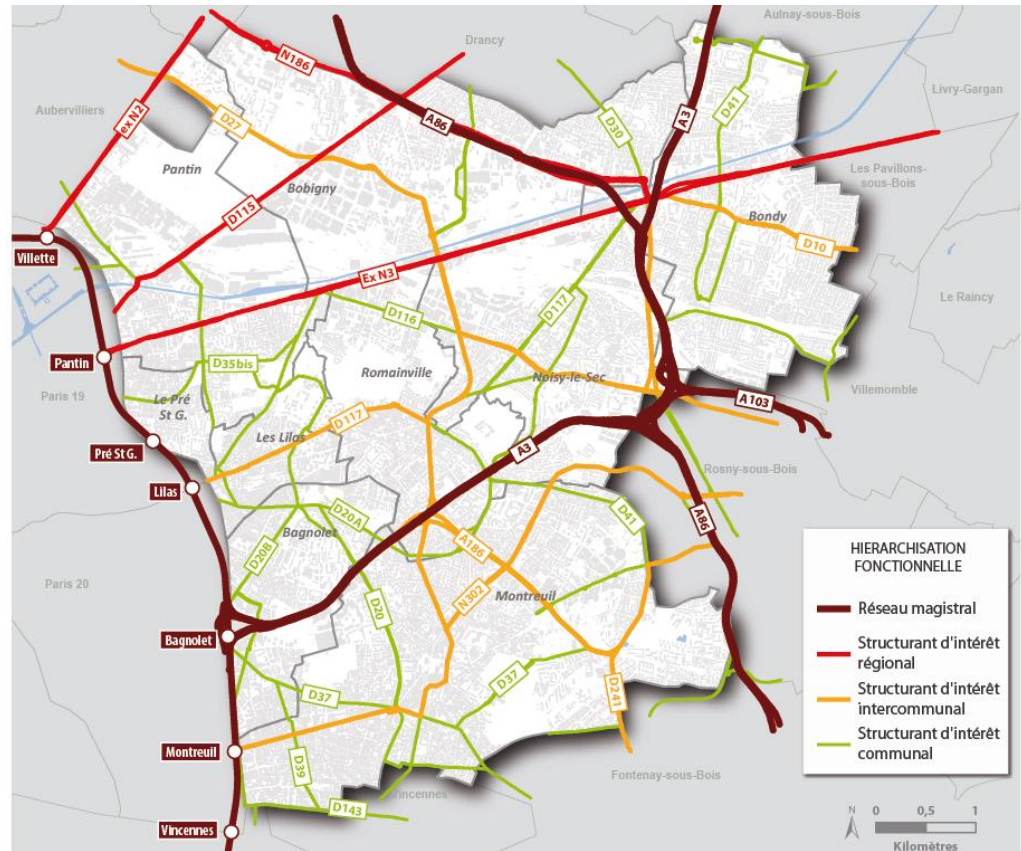 Aulnay-sous-Bois
Drancy
N186
A3
D41
Livry-Gargan
Aubervilliers
ex N2
D27
A86
D30
Pantin
Bobigny
Les Pavillons-
sous-Bois
D115
Bondy
D10
Villette
Ex N3
Le Raincy
D116
D117
Pantin
D35bis
Romainville
Noisy-le-Sec
Paris 19
Le Pré
St G.
Villemomble
A103
D117
Les Lilas
Pré St G.
A3
Rosny-sous-Bois
Lilas
D20A
D41
A86
Bagnolet
D20B
A186
Paris 20
N302
Montreuil
D20
Bagnolet
D37
D37
D241
Montreuil
D39
Fontenay-sous-Bois
Vincennes
D143
Vincennes
HIERARCHISATION
FONCTIONNELLE
Réseau magistral
Structurant d'intérêt
régional
Structurant d'intérêt
intercommunal
Structurant d'intérêt
communal
N
0 0,5 1
Kilomètres